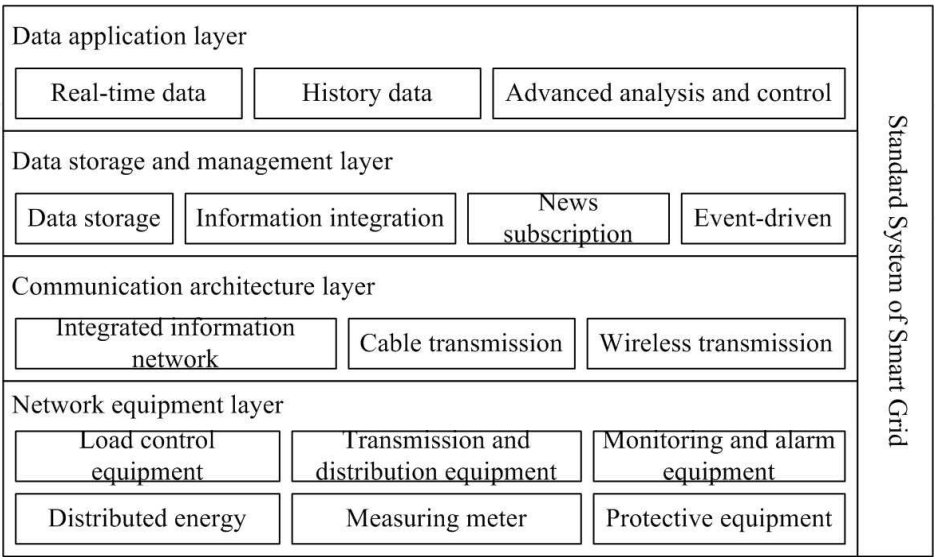 Data application layer
Real-time data
History data
Advanced analysis and control
Data storage and management layer
Data storage
Information integration
News
subscription
Event-driven
Communication architecture layer
Integrated information
network
Cable transmission
Wireless transmission
Network equipment layer
Load control
equipment
Transmission and
distribution equipment
Monitoring and alarm
equipment
Distributed energy
Measuring meter
Protective equipment
Standard System of Smart Grid